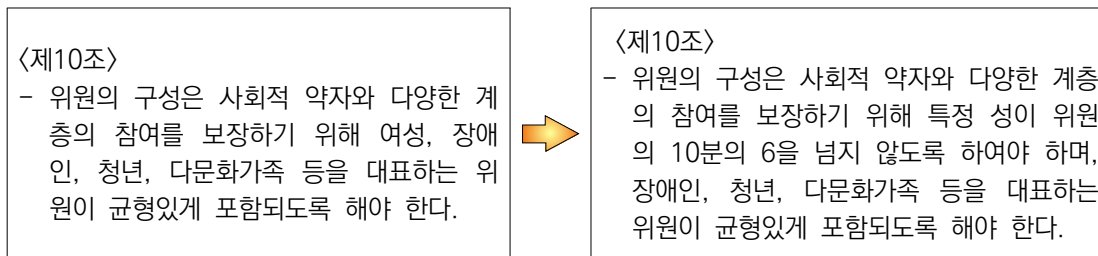 〈제10조〉
- 위원의 구성은 사회적 약자와 다양한 계
층의 참여를 보장하기 위해 여성, 장애
인, 청년, 다문화가족 등을 대표하는 위
원이 균형있게 포함되도록 해야 한다.
〈제10조〉
- 위원의 구성은 사회적 약자와 다양한 계층
의 참여를 보장하기 위해 특정 성이 위원
의 10분의 6을 넘지 않도록 하여야 하며,
장애인, 청년, 다문화가족 등을 대표하는
위원이 균형있게 포함되도록 해야 한다.